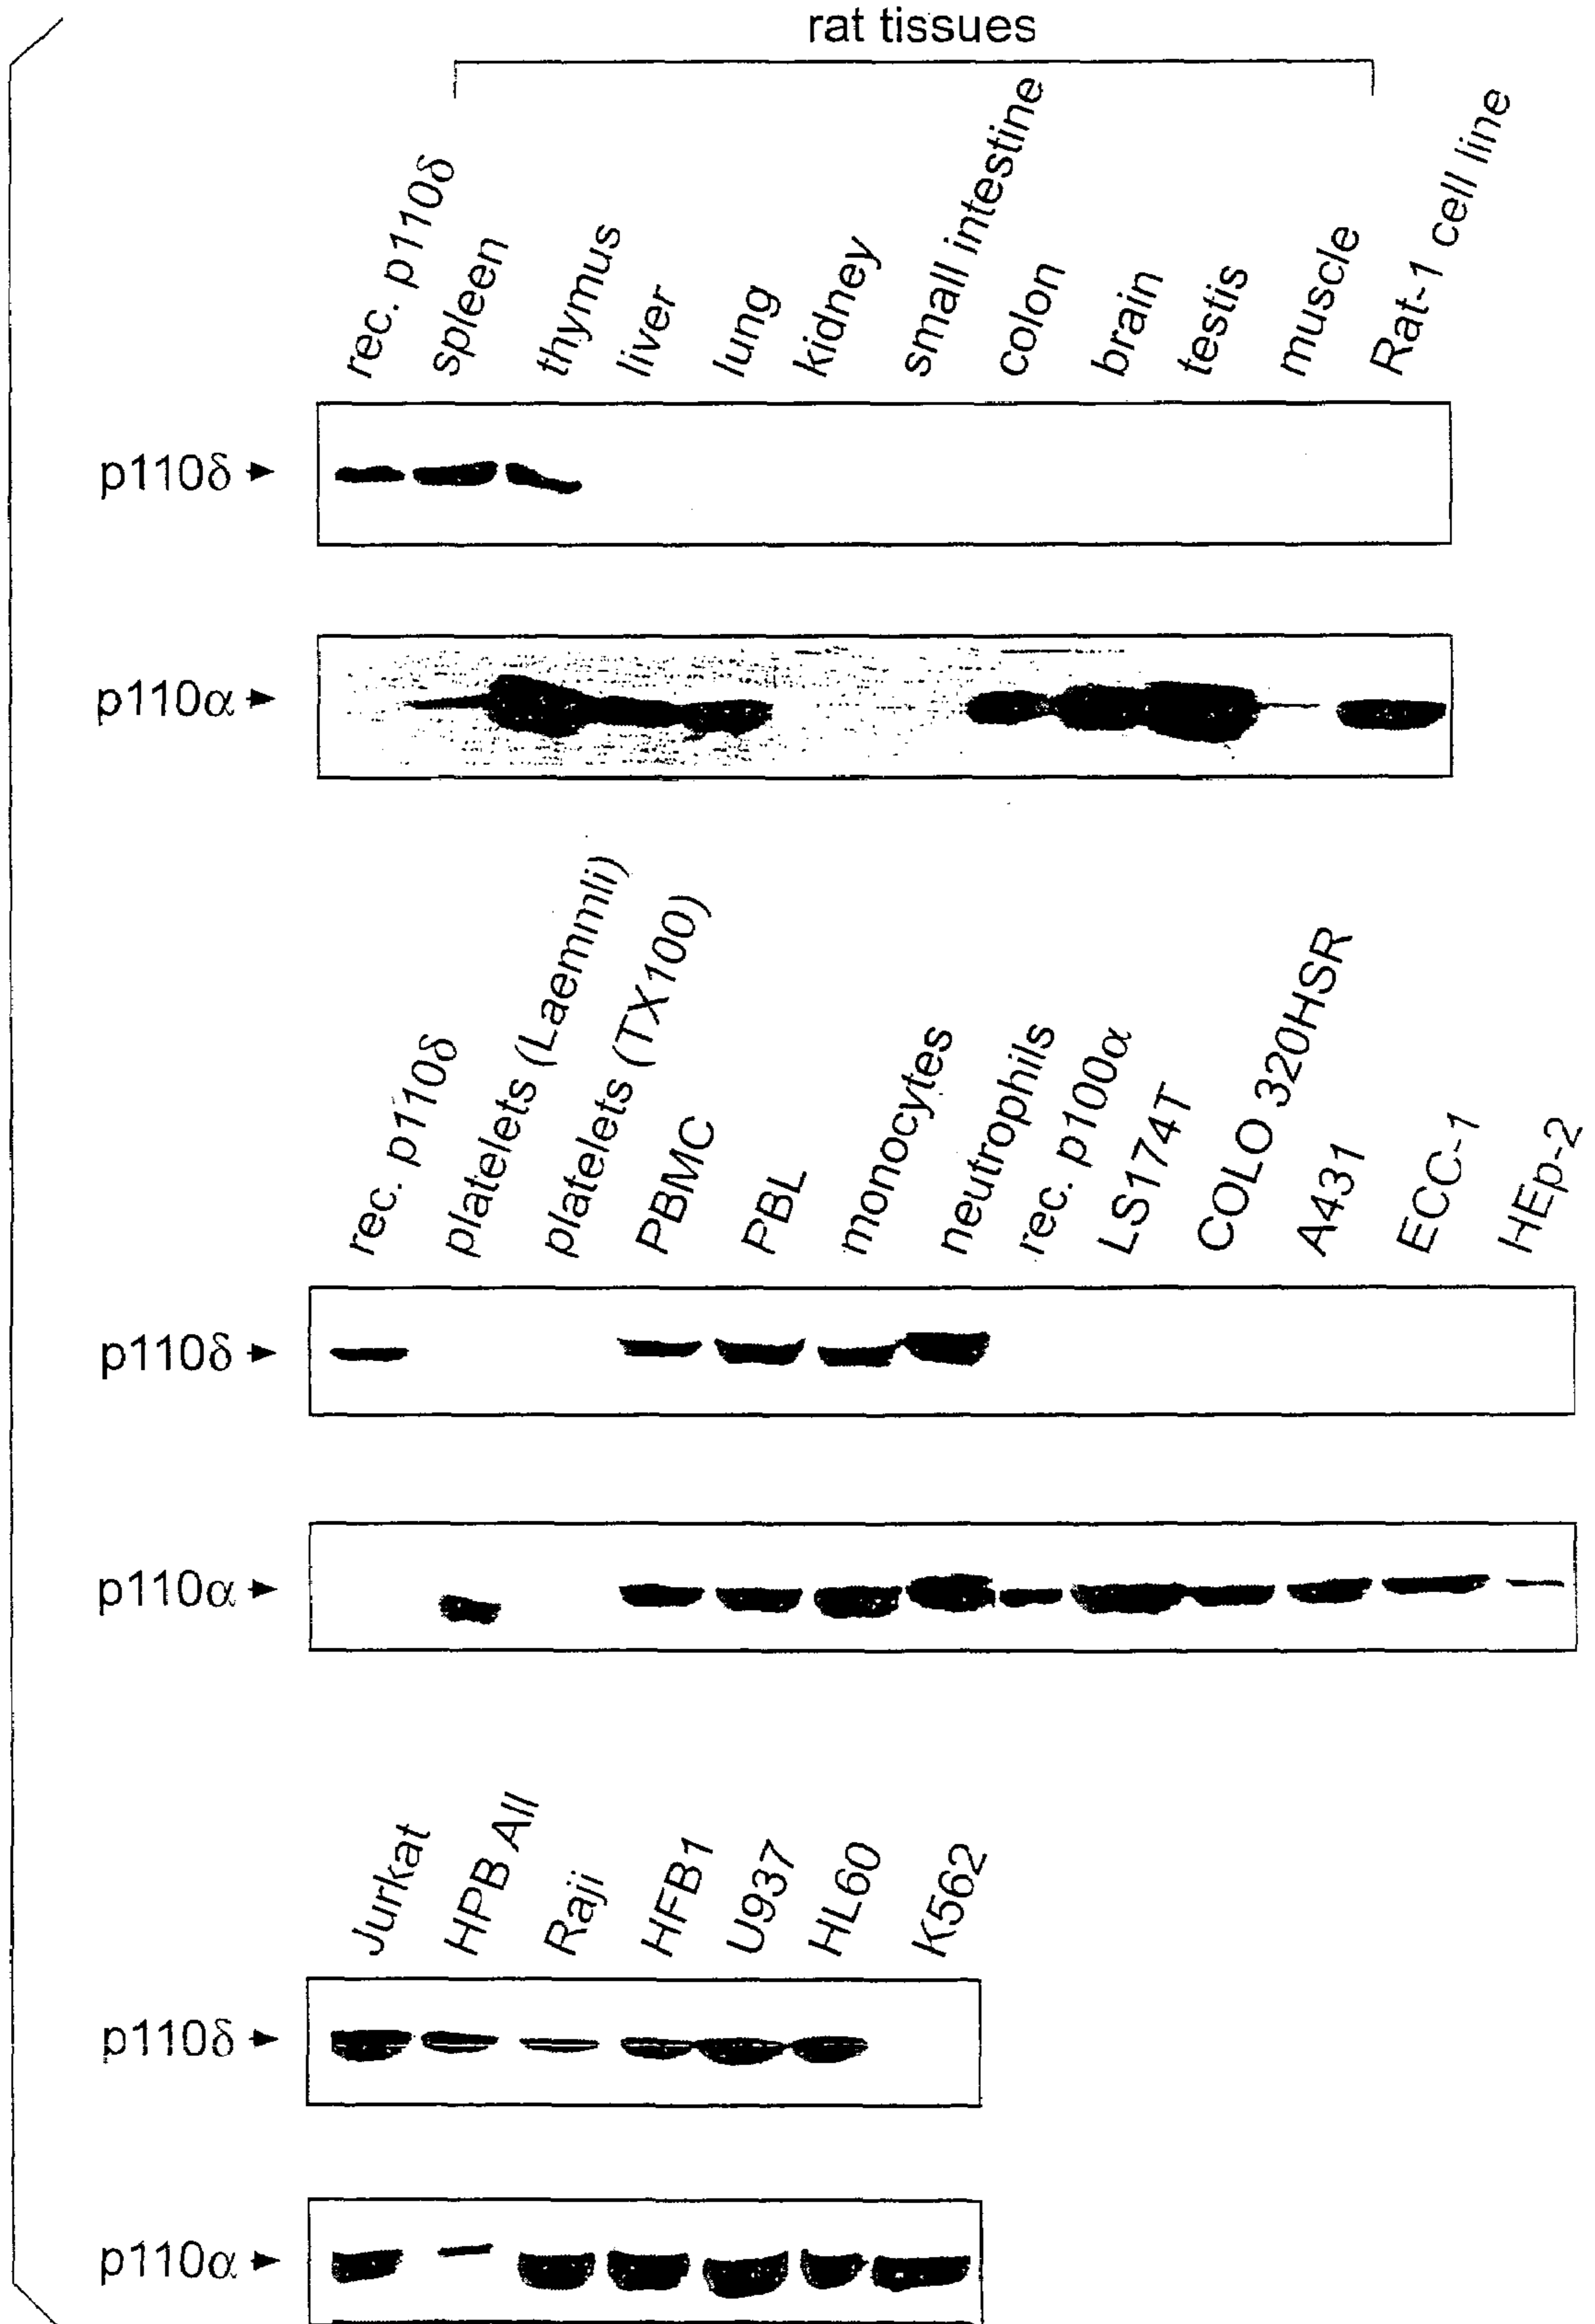 rat tissues
rec. p110δ
spleen
thymus
liver
lung
kidney
small intestine
colon
brain
testis
muscle
Rat-1 cell line
p110δ
p110α
rec. p110δ
platelets (Laemmli)
platelets (TX100)
PBMC
PBL
monocytes
neutrophils
rec. p100α
LS174T
COLO 320HSR
A431
ECC-1
HEp-2
p110δ
p110α
Jurkat
HPB All
Raji
HFB1
U937
HL60
K562
p110δ
p110α